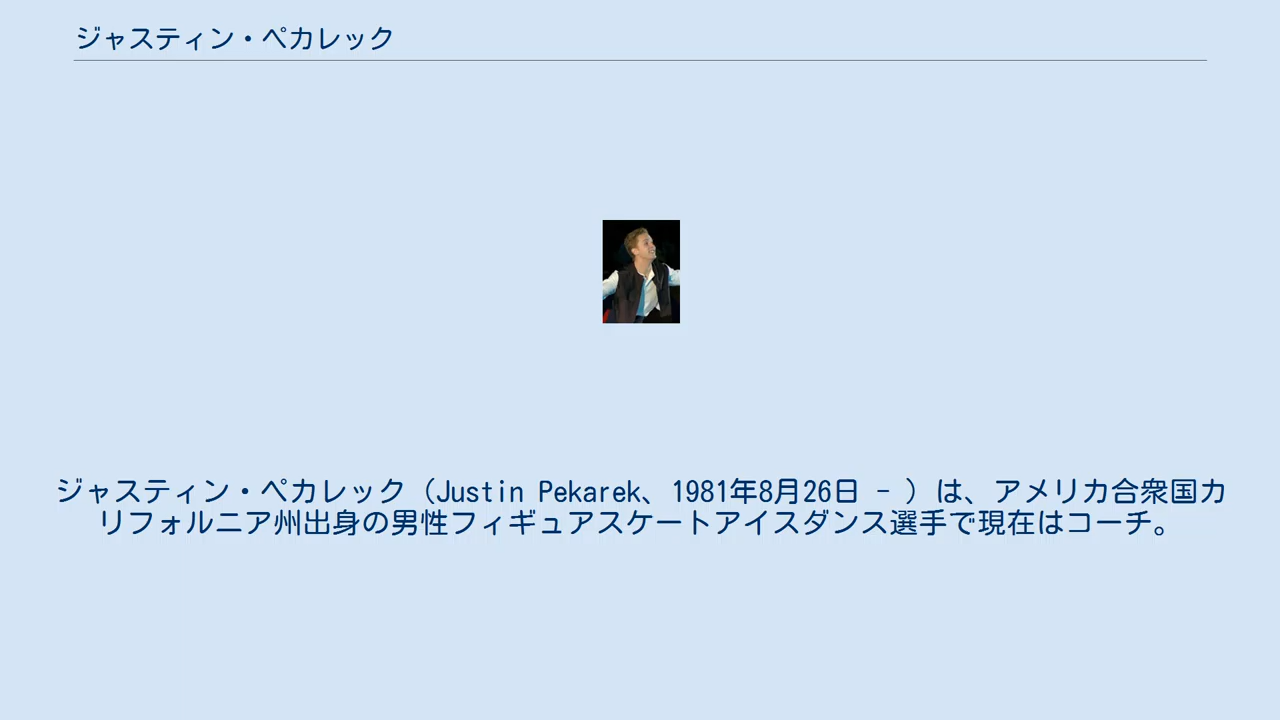 ジャスティン・ペカレック
ジャスティン・ペカレック（Justin Pekarek、1981年8月26日 - ）は、アメリカ合衆国カ
リフォルニア州出身の男性フィギュアスケートアイスダンス選手で現在はコーチ。